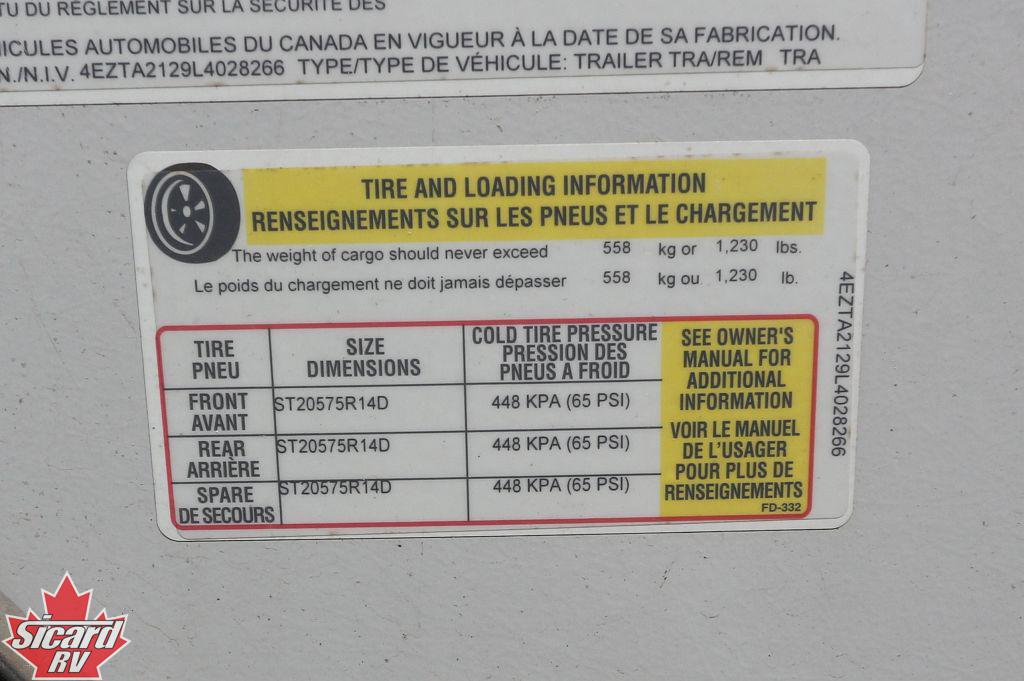 TU DU RÈGLEMENT SUR LA SÉCURITÉ DES
HICULES AUTOMOBILES DU CANADA EN VIGUEUR À LA DATE DE SA FABRICATION.
N./N.I.V. 4EZTA2129L4028266 TYPE/TYPE DE VÉHICULE: TRAILER TRA/REM TRA
TIRE AND LOADING INFORMATION
RENSEIGNEMENTS SUR LES PNEUS ET LE CHARGEMENT
The weight of cargo should never exceed 558 kg or 1,230 lbs.
Le poids du chargement ne doit jamais dépasser 558 kg ou 1,230 lb.
TIRE
PNEU
SIZE
DIMENSIONS
COLD TIRE PRESSURE
PRESSION DES
PNEUS A FROID
FRONT
AVANT
ST20575R14D
448 KPA (65 PSI)
REAR
ARRIÈRE
ST20575R14D
448 KPA (65 PSI)
SPARE
DE SECOURS
ST20575R14D
448 KPA (65 PSI)
SEE OWNER'S
MANUAL FOR
ADDITIONAL
INFORMATION
VOIR LE MANUEL
DE L'USAGER
POUR PLUS DE
RENSEIGNEMENTS
FD-332
4EZTA2129L4028266
Sicard
RV